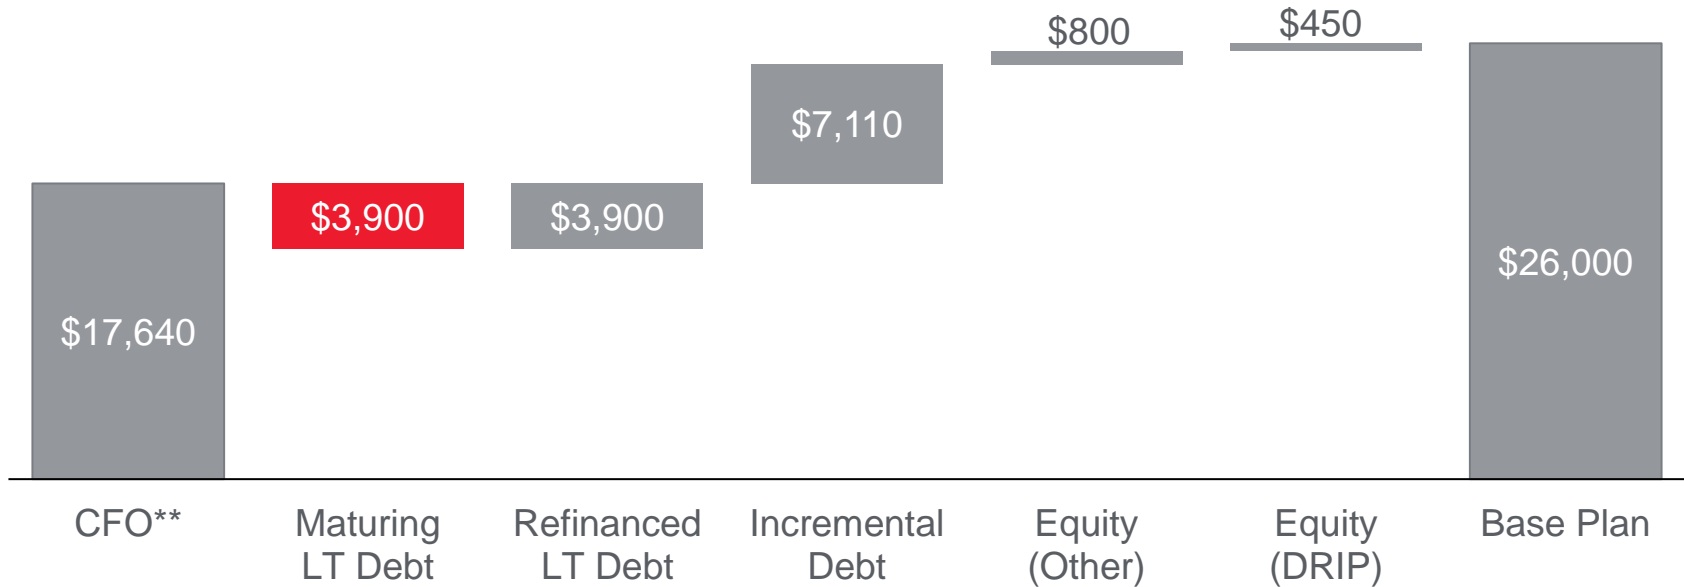 $800
$450
$7,110
$3,900
$3,900
$26,000
$17,640
CFO**
Maturing
LT Debt
Refinanced
LT Debt
Incremental
Debt
Equity
(Other)
Equity
(DRIP)
Base Plan